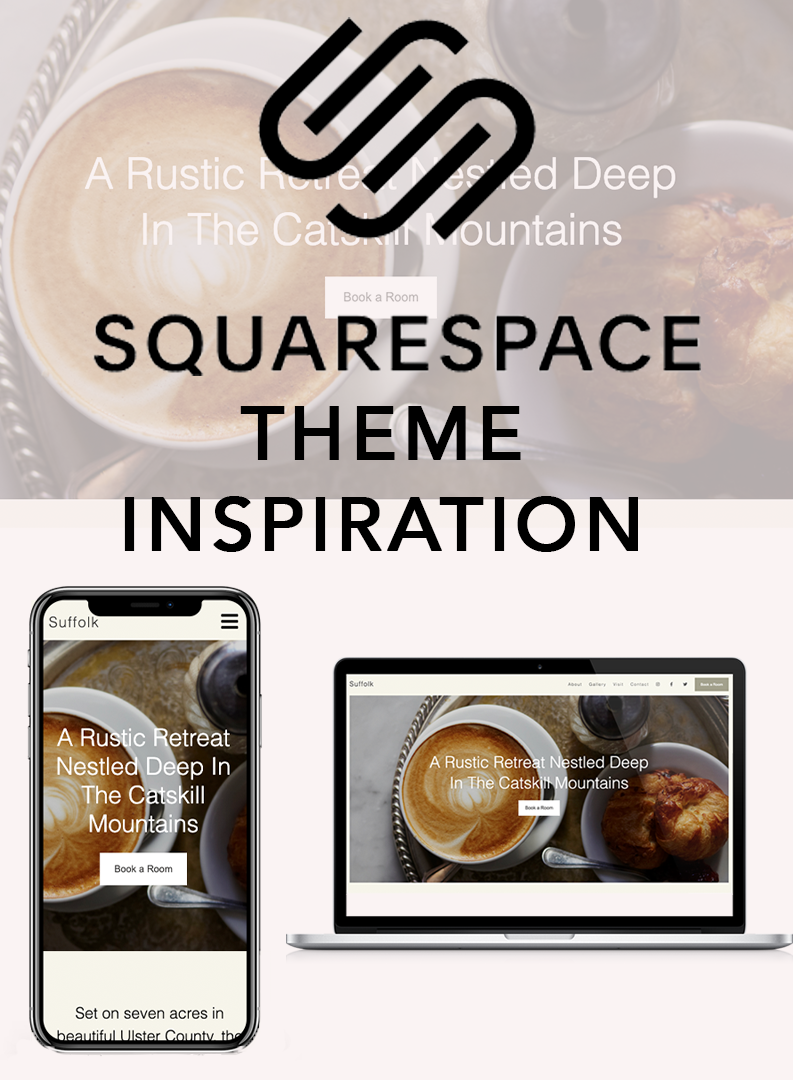 A Rustic Retreat Nestled Deep
In The Catskill Mountains
Book a Room
SQUARESPACE
THEME
INSPIRATION
Suffolk
A Rustic Retreat
Nestled Deep In
The Catskill
Mountains
Book a Room
Set on seven acres in
beautiful Ulster County, the
Suffolk
About Gallery Visit Contact
Book a Room
A Rustic Retreat Nestled Deep
In The Catskill Mountains
Book a Room